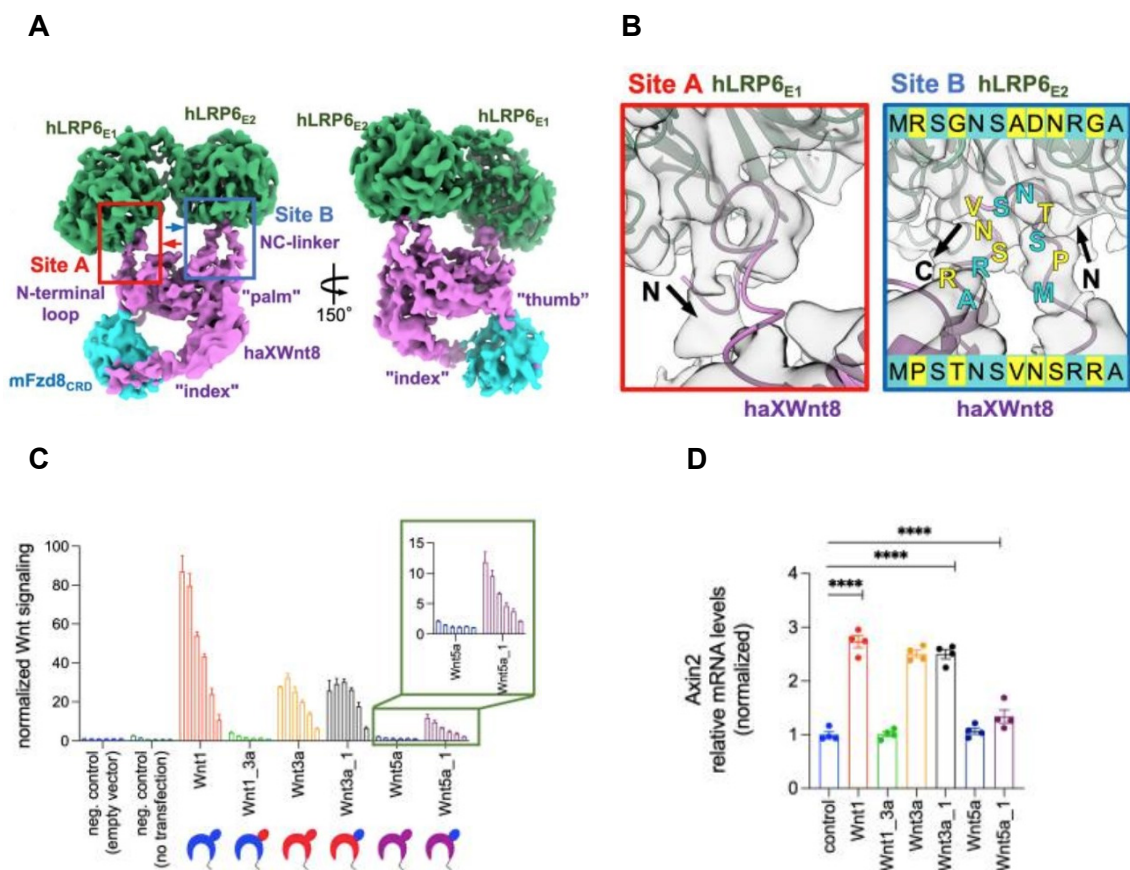 A
hLRP6E1
hLRP6E2
Site A
Site B
NC-linker
N-terminal
loop
"palm"
haXWnt8
mFzd8CRD
"index"
150°
hLRP6E2
hLRP6E1
"thumb"
"index"
B
Site A hLRP6E1
N
haXWnt8
Site B hLRP6E2
MRSGNSADNRGA
V S N T
N S
S P
C R R N
A M
MPSTNSVNSRRA
haXWnt8
C
normalized Wnt signaling
100
80
60
40
20
0
15
10
5
0
Wnt5a
Wnt5a_1
neg. control
(empty vector)
neg. control
(no transfection)
Wnt1
Wnt1_3a
Wnt3a
Wnt3a_1
Wnt5a
Wnt5a_1
D
Axin2
relative mRNA levels
(normalized)
4
3
2
1
0
****
****
****
control
Wnt1
Wnt1_3a
Wnt3a
Wnt3a_1
Wnt5a
Wnt5a_1